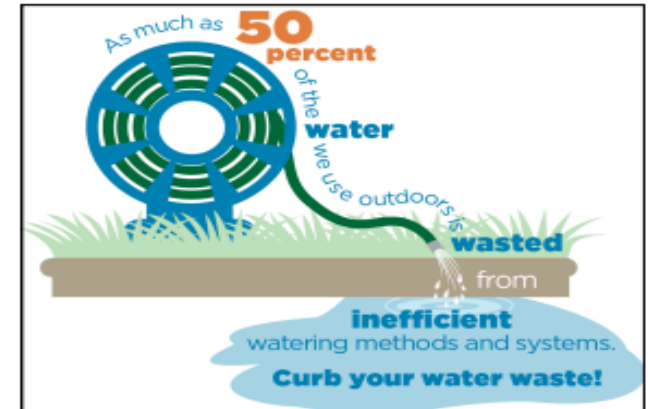 As much as 50
percent
of the
water
we use outdoors is
wasted
from
inefficient
watering methods and systems.
Curb your water waste!